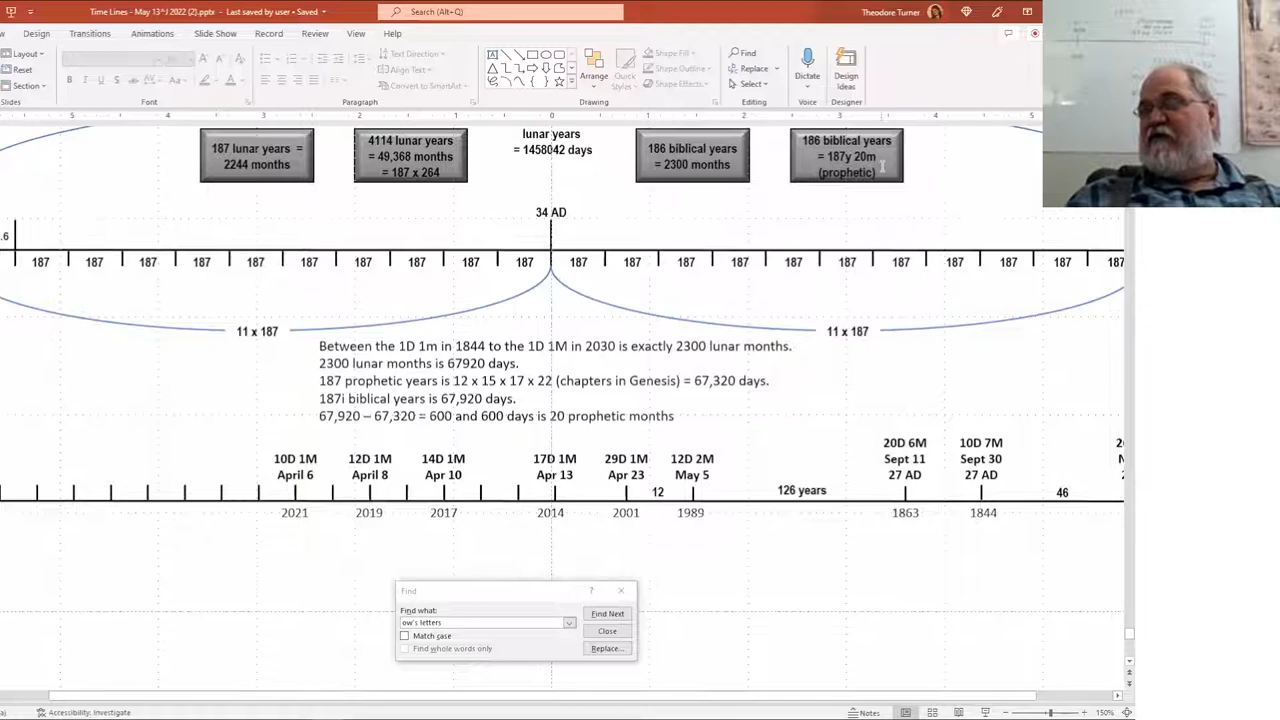 Time Lines - May 13^J 2022 (2).pptx • Last saved by user • Saved
Search (Alt+Q)
Theodore Turner
Design Transitions Animations Slide Show Record Review View Help
Layout
Reset
Section
Slides
Font
Text Direction
Align Text
Convert to SmartArt
Paragraph
Arrange
Quick Styles
Shape Fill
Shape Outline
Shape Effects
Drawing
Find
Replace
Select
Editing
Dictate
Voice
Design Ideas
Designer
5 4 3 2 1 0 1 2 3 4 5
187 lunar years =
2244 months
4114 lunar years
= 49,368 months
= 187 x 264
lunar years
= 1458042 days
186 biblical years
= 2300 months
186 biblical years
= 187y 20m
(prophetic)
34 AD
.6
187 187 187 187 187 187 187 187 187 187 187 187 187 187 187 187 187 187 187 187 187
11 x 187
11 x 187
Between the 1D 1m in 1844 to the 1D 1M in 2030 is exactly 2300 lunar months.
2300 lunar months is 67920 days.
187 prophetic years is 12 x 15 x 17 x 22 (chapters in Genesis) = 67,320 days.
187i biblical years is 67,920 days.
67,920 – 67,320 = 600 and 600 days is 20 prophetic months
10D 1M
April 6
12D 1M
April 8
14D 1M
Apr 10
17D 1M
Apr 13
29D 1M
Apr 23
12D 2M
May 5
20D 6M
Sept 11
27 AD
10D 7M
Sept 30
27 AD
12
126 years
46
2021 2019 2017 2014 2001 1989 1863 1844
Find
? ×
Find what:
ow's letters
Find Next
Close
Match case
Find whole words only
Replace...
Accessibility: Investigate
Notes
150%